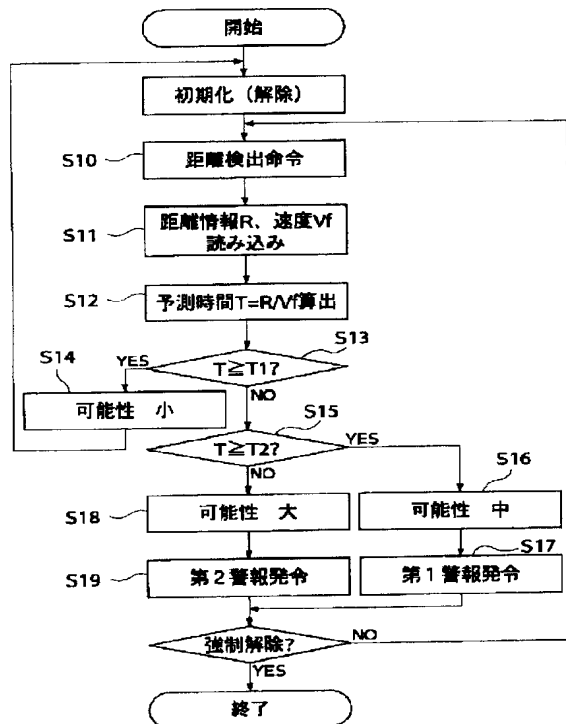 開始
初期化（解除）
S10
距離検出命令
S11
距離情報R、速度Vf
読み込み
S12
予測時間T=R/Vf算出
S13
T≧T1?
YES
NO
S14
可能性 小
S15
T≧T2?
YES
NO
S16
可能性 中
S18
可能性 大
S17
第1警報発令
S19
第2警報発令
強制解除?
NO
YES
終了